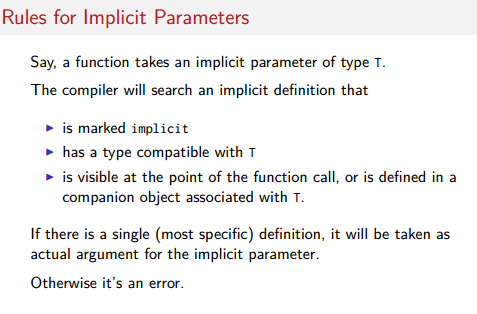 Rules for Implicit Parameters
Say, a function takes an implicit parameter of type T.
The compiler will search an implicit definition that
▶ is marked implicit
▶ has a type compatible with T
▶ is visible at the point of the function call, or is defined in a
companion object associated with T.
If there is a single (most specific) definition, it will be taken as
actual argument for the implicit parameter.
Otherwise it's an error.